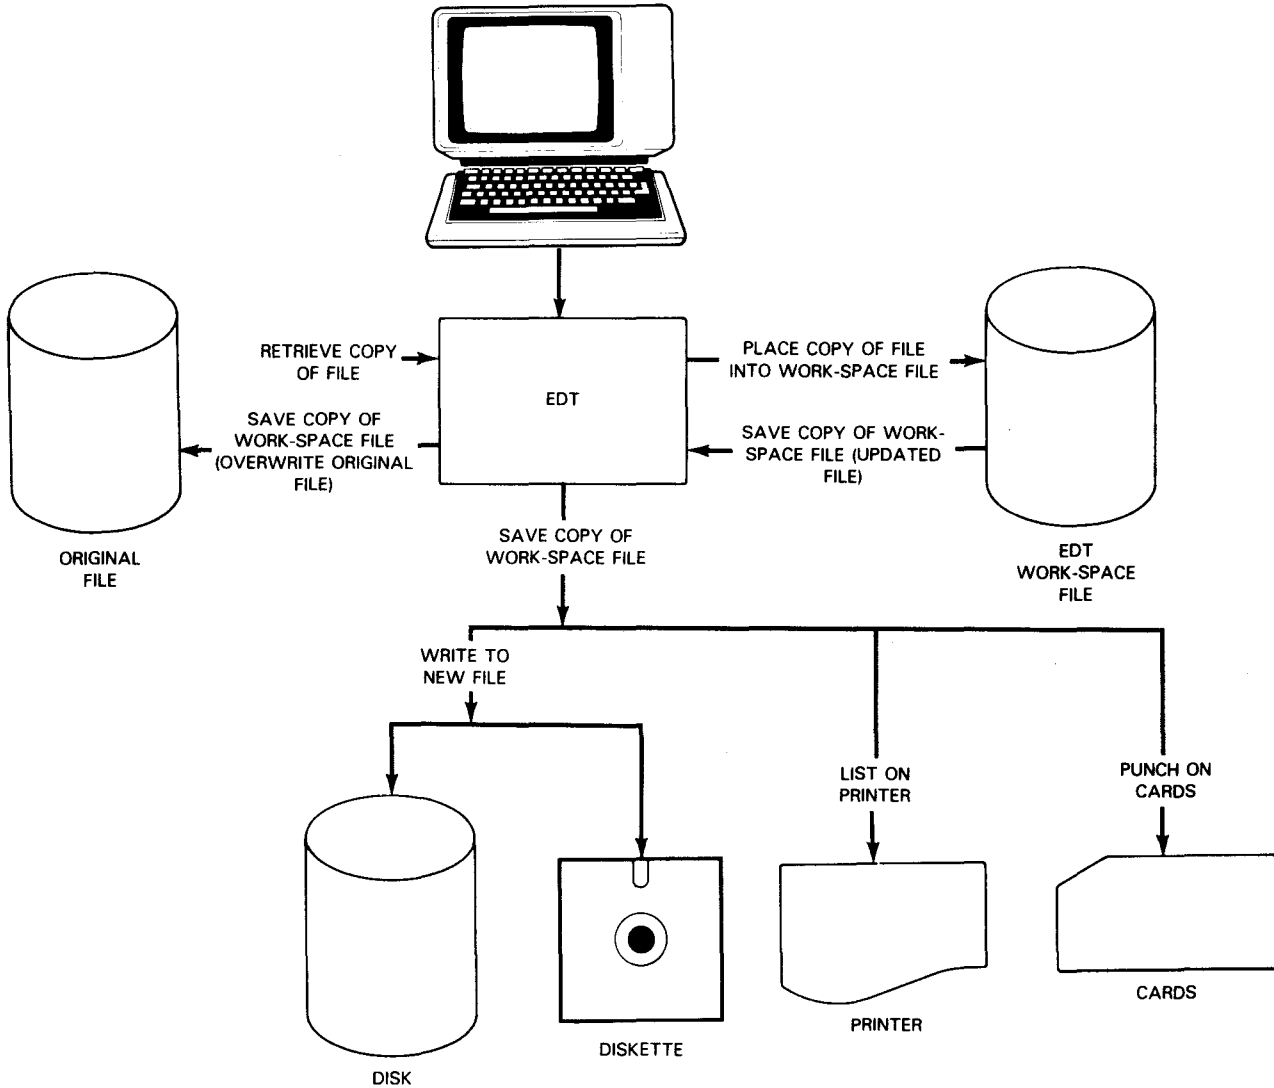 RETRIEVE COPY
OF FILE
EDT
PLACE COPY OF FILE
INTO WORK-SPACE FILE
SAVE COPY OF
WORK-SPACE FILE
(OVERWRITE ORIGINAL
FILE)
SAVE COPY OF WORK-
SPACE FILE (UPDATED
FILE)
ORIGINAL
FILE
SAVE COPY OF
WORK-SPACE FILE
EDT
WORK-SPACE
FILE
WRITE TO
NEW FILE
LIST ON
PRINTER
PUNCH ON
CARDS
DISK
DISKETTE
PRINTER
CARDS